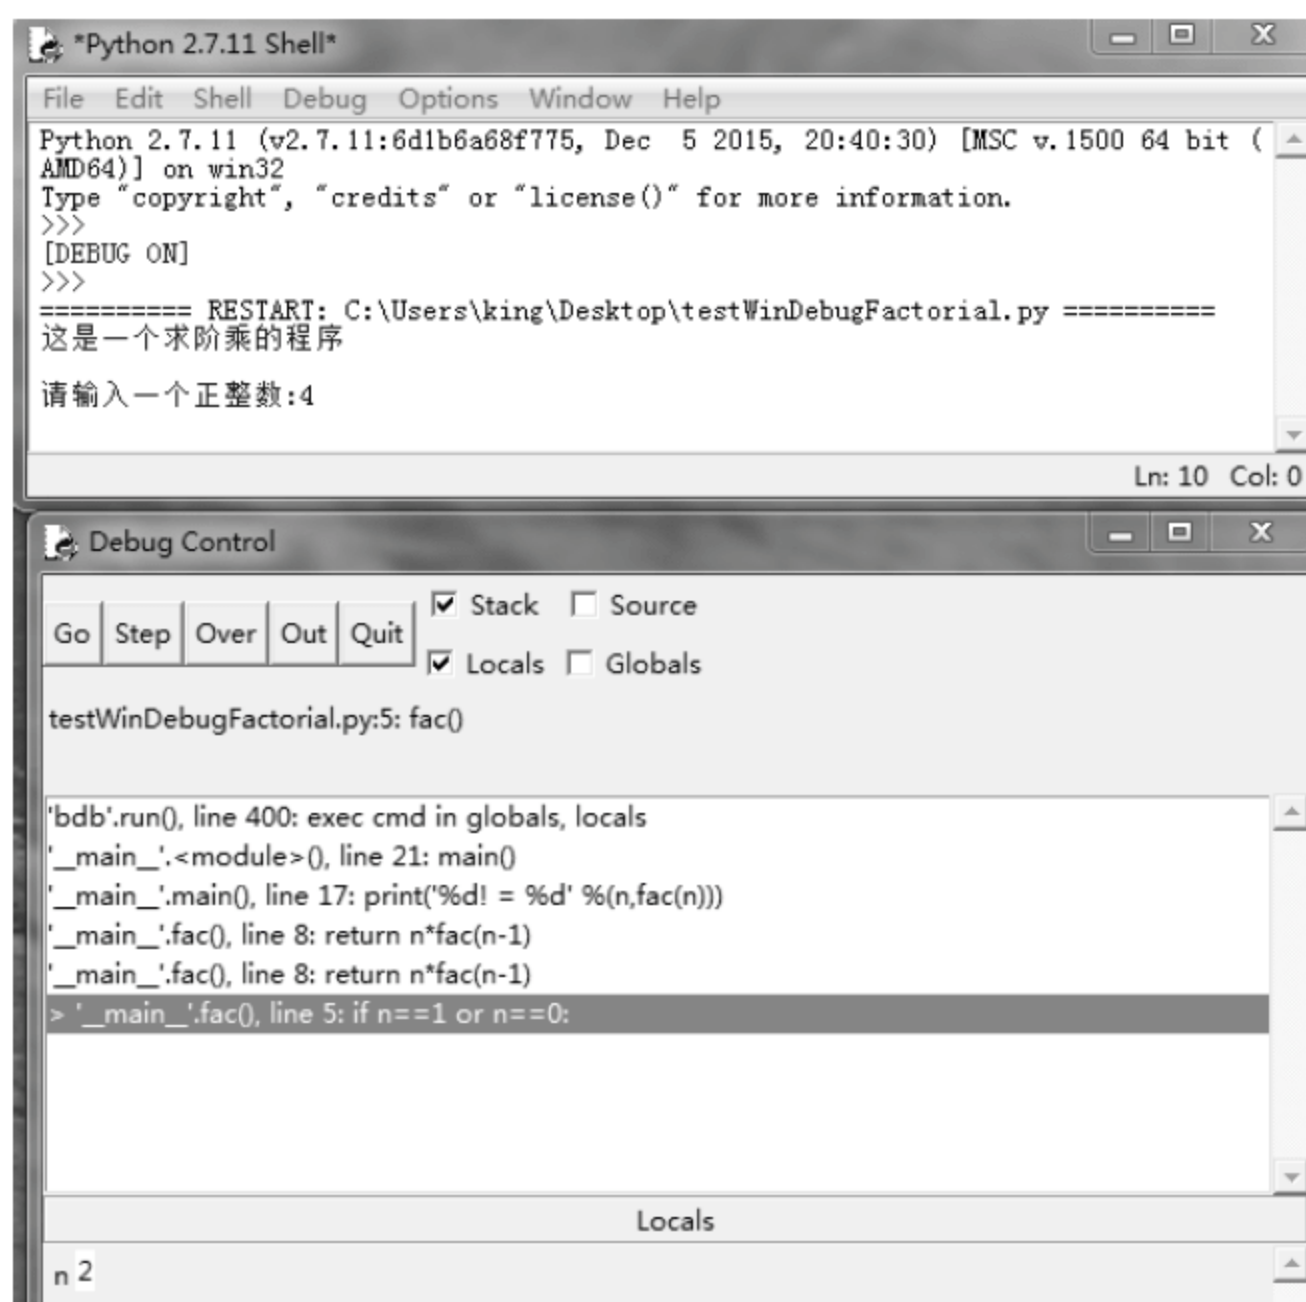 *Python 2.7.11 Shell*
File Edit Shell Debug Options Window Help
Python 2.7.11 (v2.7.11:6d1b6a68f775, Dec  5 2015, 20:40:30) [MSC v.1500 64 bit (
AMD64)] on win32
Type "copyright", "credits" or "license()" for more information.
>>>
[DEBUG ON]
>>>
========== RESTART: C:\Users\king\Desktop\testWinDebugFactorial.py ==========
这是一个求阶乘的程序
请输入一个正整数:4
Ln: 10 Col: 0
Debug Control
Go Step Over Out Quit
Stack Source
Locals Globals
testWinDebugFactorial.py:5: fac()
'bdb'.run(), line 400: exec cmd in globals, locals
'__main__'.<module>(), line 21: main()
'__main__'.main(), line 17: print('%d! = %d' %(n,fac(n)))
'__main__'.fac(), line 8: return n*fac(n-1)
'__main__'.fac(), line 8: return n*fac(n-1)
> '__main__'.fac(), line 5: if n==1 or n==0:
Locals
n 2